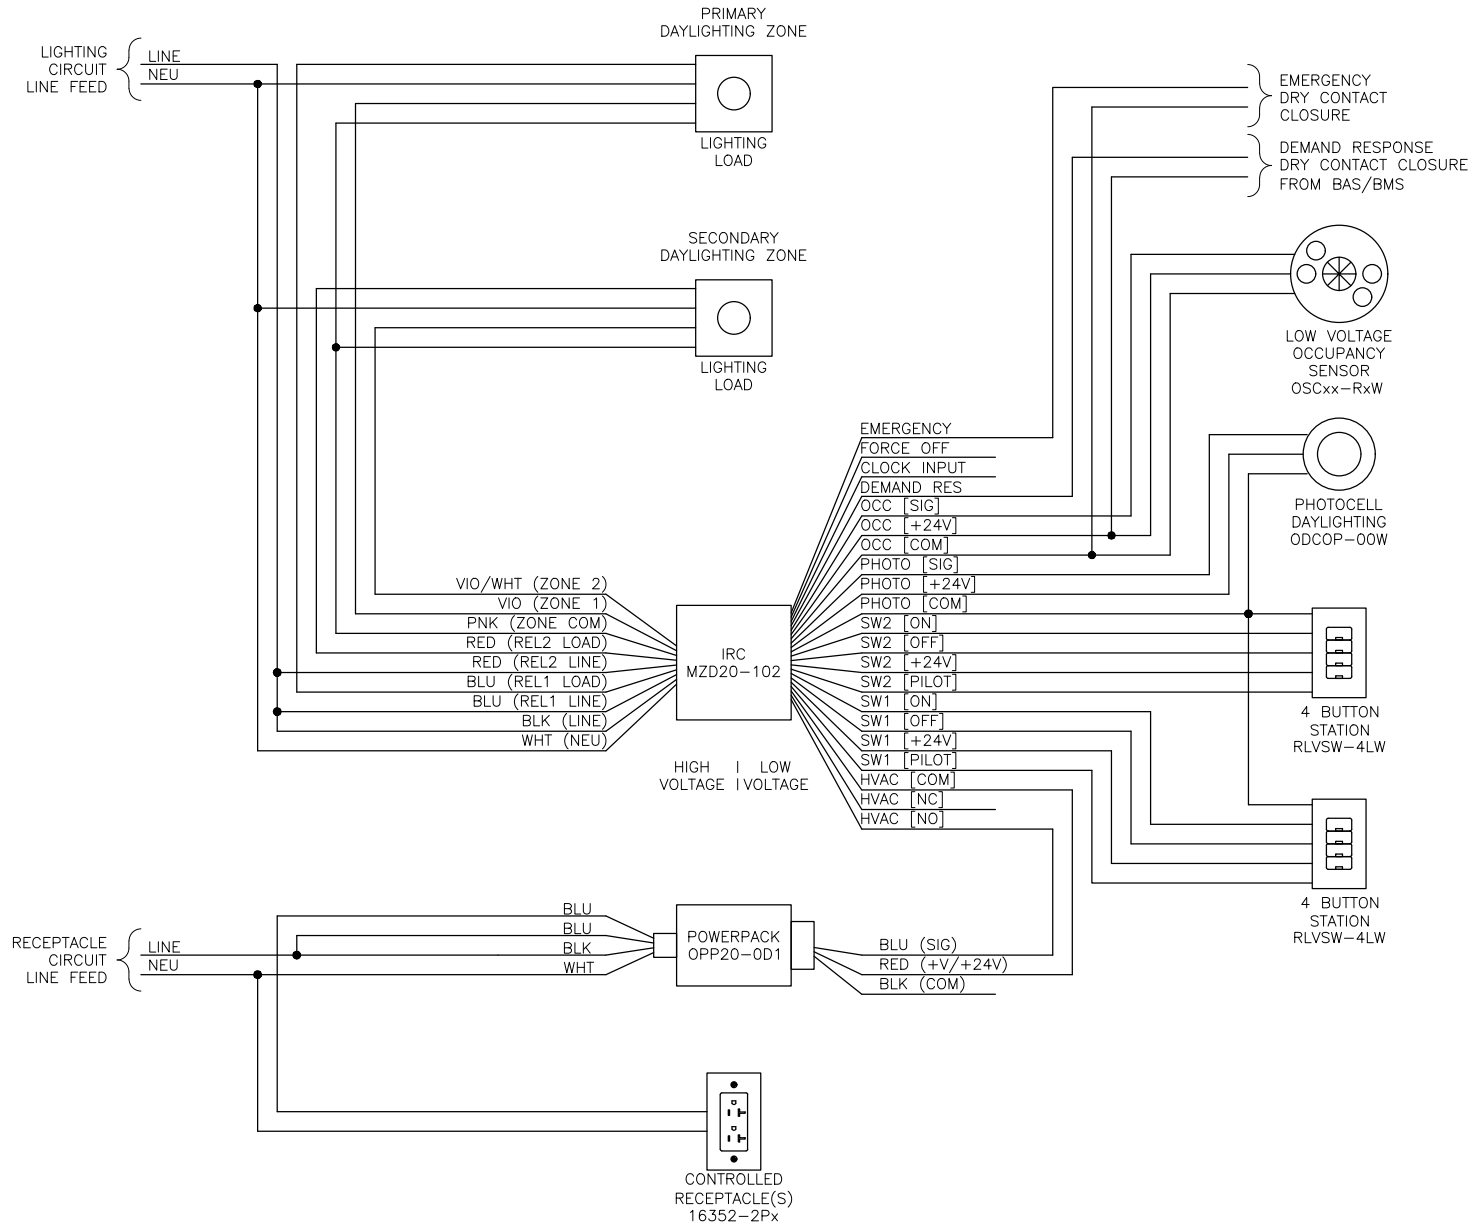 PRIMARY
DAYLIGHTING ZONE
LIGHTING
CIRCUIT
LINE FEED
LINE
NEU
LIGHTING
LOAD
EMERGENCY
DRY CONTACT
CLOSURE
DEMAND RESPONSE
DRY CONTACT CLOSURE
FROM BAS/BMS
SECONDARY
DAYLIGHTING ZONE
LIGHTING
LOAD
LOW VOLTAGE
OCCUPANCY
SENSOR
OSCxx-RxW
PHOTOCELL
DAYLIGHTING
ODCOP-00W
EMERGENCY
FORCE OFF
CLOCK INPUT
DEMAND RES
OCC [SIG]
OCC [+24V]
OCC [COM]
PHOTO [SIG]
PHOTO [+24V]
PHOTO [COM]
SW2 [ON]
SW2 [OFF]
SW2 [+24V]
SW2 [PILOT]
SW1 [ON]
SW1 [OFF]
SW1 [+24V]
SW1 [PILOT]
HVAC [COM]
HVAC [NC]
HVAC [NO]
VIO/WHT (ZONE 2)
VIO (ZONE 1)
PNK (ZONE COM)
RED (REL2 LOAD)
RED (REL2 LINE)
BLU (REL1 LOAD)
BLU (REL1 LINE)
BLK (LINE)
WHT (NEU)
IRC
MZD20-102
HIGH | LOW
VOLTAGE | VOLTAGE
4 BUTTON
STATION
RLVSW-4LW
4 BUTTON
STATION
RLVSW-4LW
RECEPTACLE
CIRCUIT
LINE FEED
LINE
NEU
BLU
BLU
BLK
WHT
POWERPACK
OPP20-0D1
BLU (SIG)
RED (+V/+24V)
BLK (COM)
CONTROLLED
RECEPTACLE(S)
16352-2Px